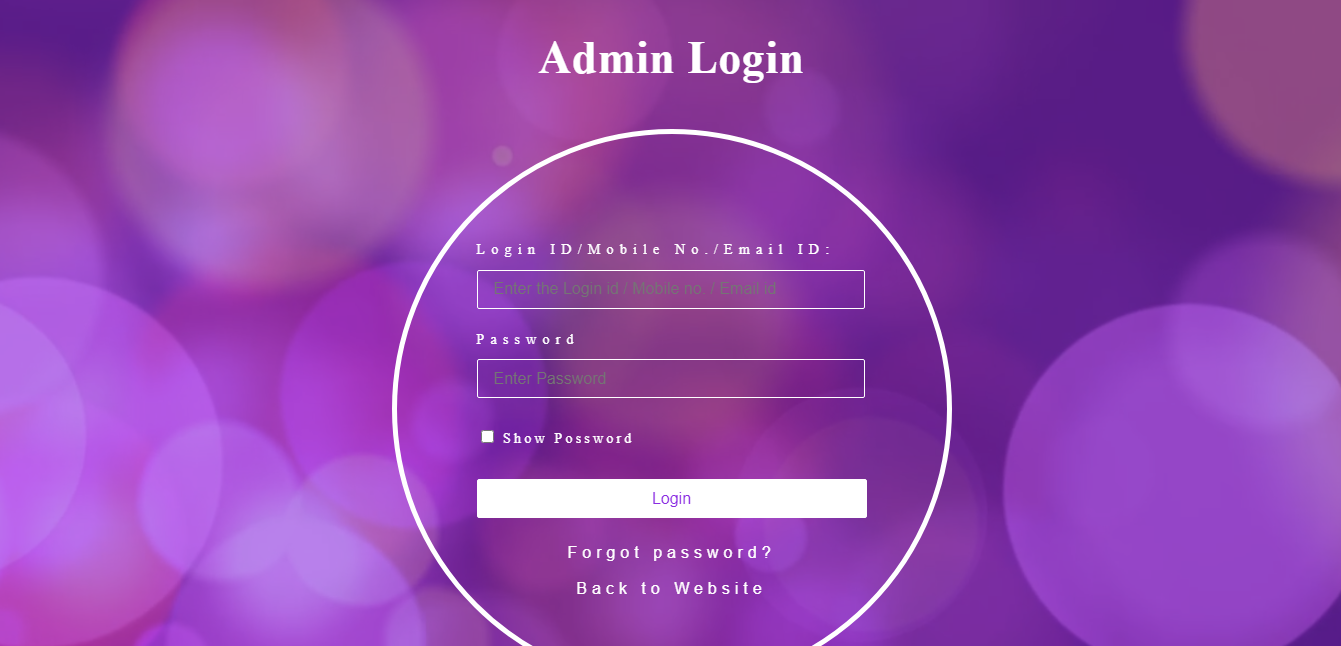 Admin Login
Login ID/Mobile No./Email ID:
Enter the Login id / Mobile no. / Email id
Password
Enter Password
Show Possword
Login
Forgot password?
Back to Website